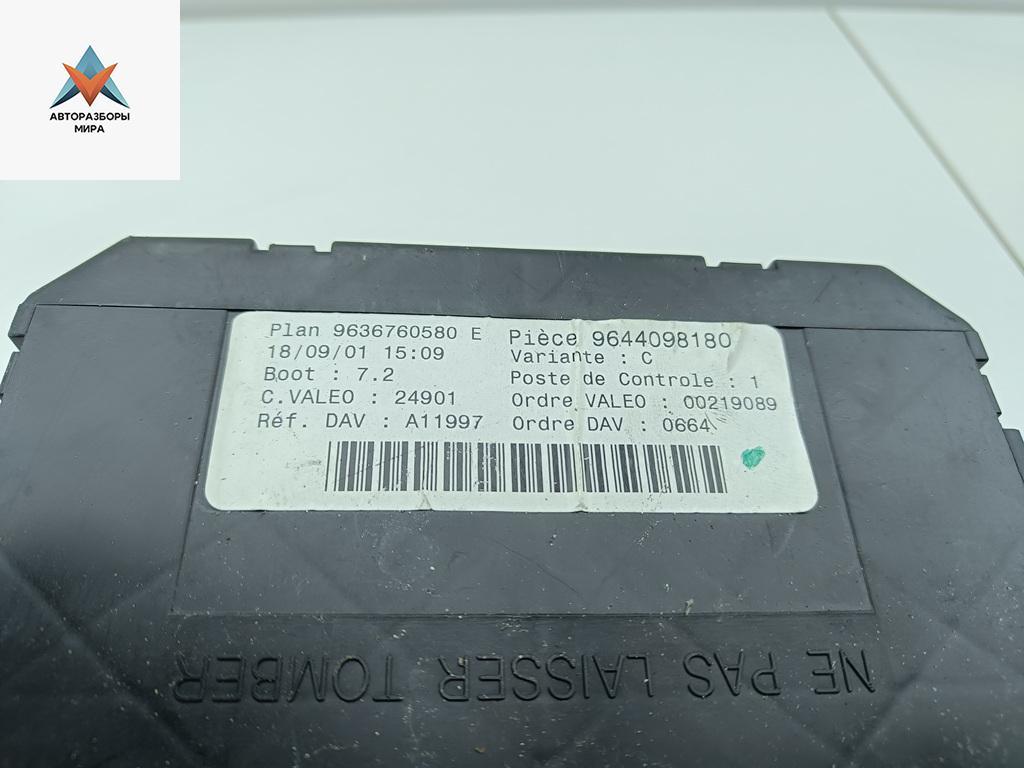 АВТОРАЗБОРЫ
МИРА
Plan 9636760580 E Pièce 9644098180
18/09/01 15:09 Variante : C
Boot : 7.2 Poste de Controle : 1
C.VALEO : 24901 Ordre VALEO : 00219089
Réf. DAV : A11997 Ordre DAV : 0664
NE PAS LAISSER TOMBER